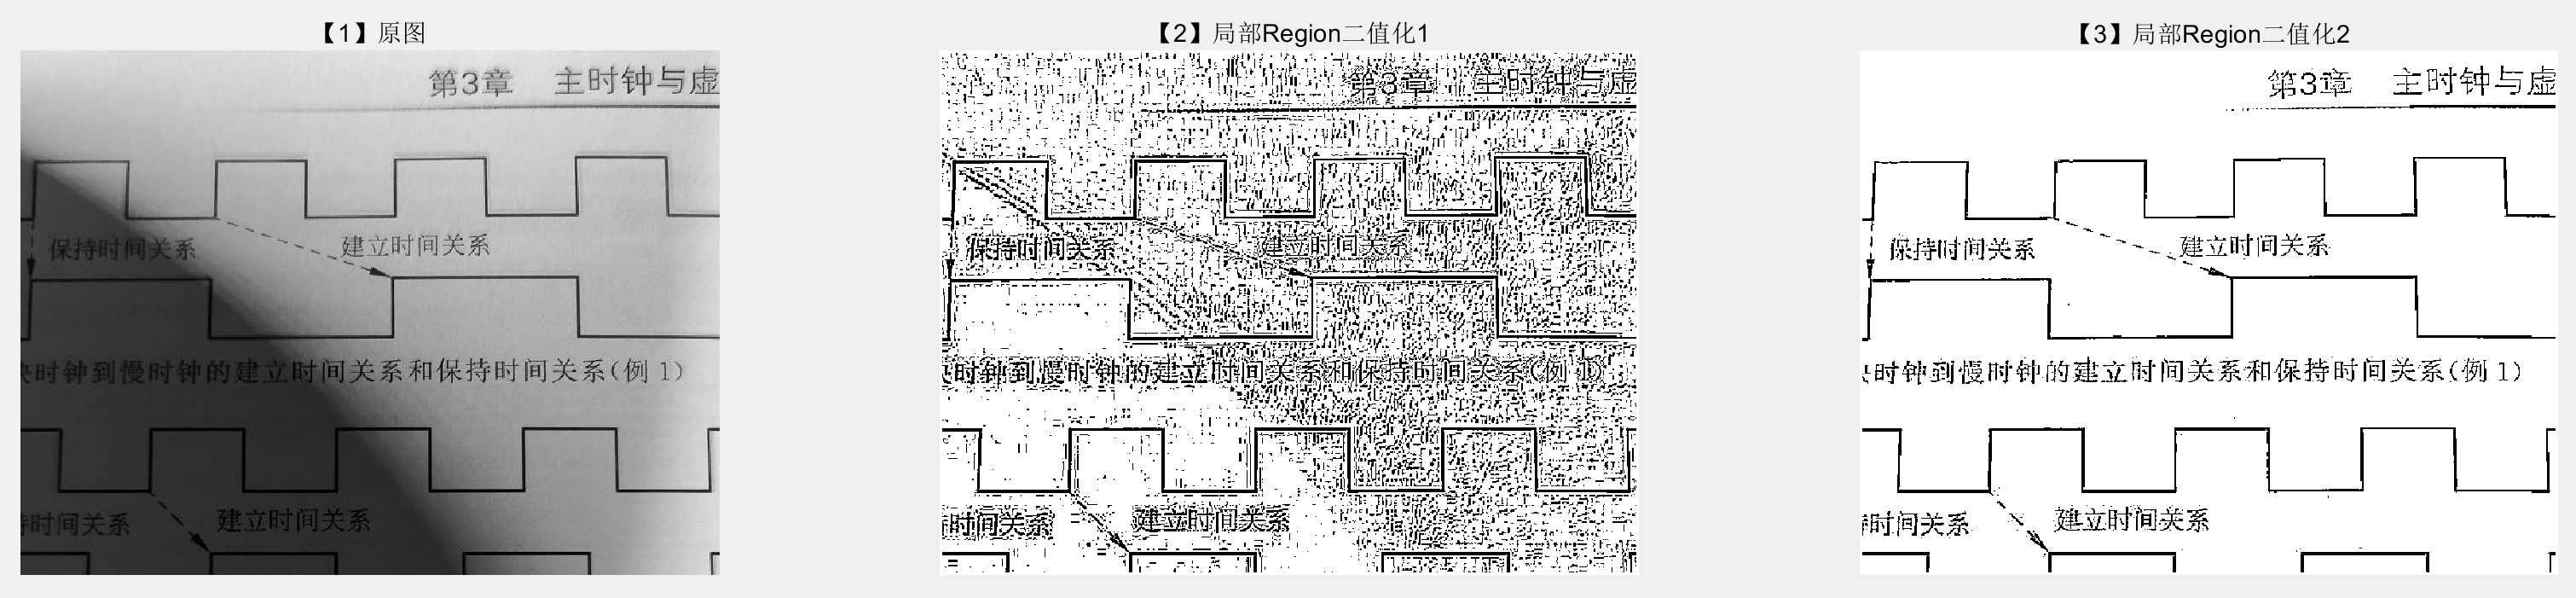 【1】原图
第3章 主时钟与虚
保持时间关系
建立时间关系
时钟到慢时钟的建立时间关系和保持时间关系(例 1)
时间关系
建立时间关系
【2】局部Region二值化1
第3章 主时钟与虚
保持时间关系
建立时间关系
时钟到慢时钟的建立时间关系和保持时间关系(例 1)
时间关系
建立时间关系
【3】局部Region二值化2
第3章 主时钟与虚
保持时间关系
建立时间关系
时钟到慢时钟的建立时间关系和保持时间关系(例 1)
时间关系
建立时间关系